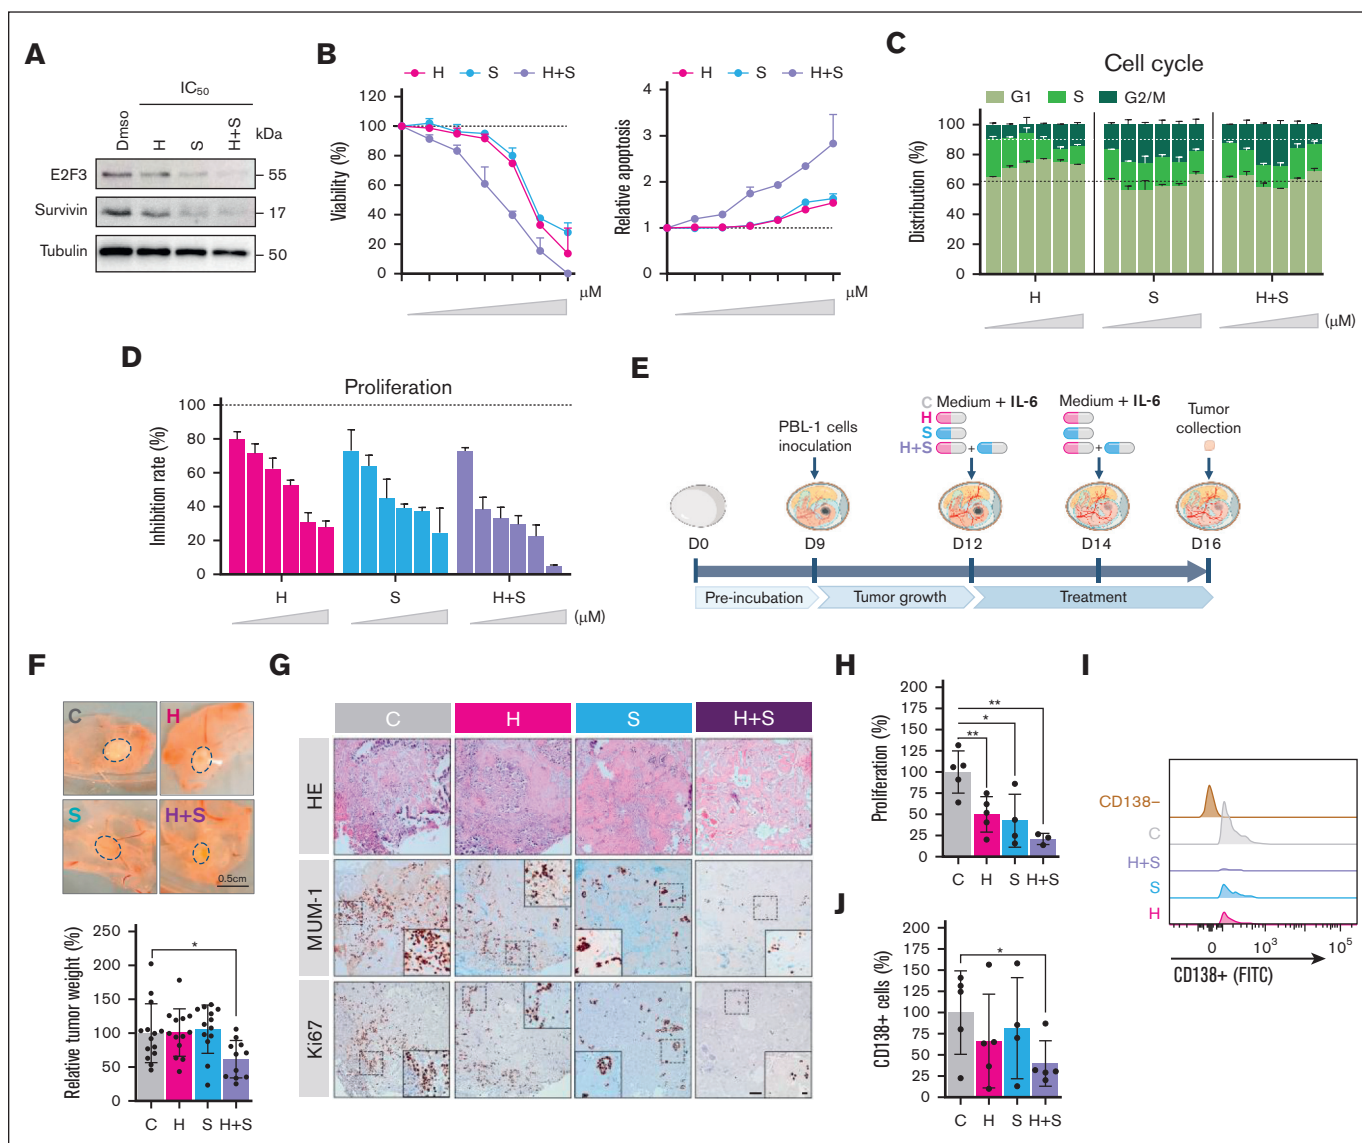 A
IC50
Dmso
H
S
H+S
kDa
E2F3
55
Survivin
17
Tubulin
50
B
H
S
H+S
Viability (%)
120
100
80
60
40
20
0
μM
H
S
H+S
Relative apoptosis
4
3
2
1
0
μM
C
Cell cycle
G1
S
G2/M
Distribution (%)
100
80
60
40
20
0
H
S
H+S
(μM)
D
Proliferation
Inhibition rate (%)
100
80
60
40
20
0
H
S
H+S
(μM)
E
PBL-1 cells
inoculation
C Medium + IL-6
H
S
H+S
+
Medium + IL-6
+
Tumor
collection
D0
D9
D12
D14
D16
Pre-incubation
Tumor growth
Treatment
F
C
H
S
H+S
0.5cm
Relative tumor weight (%)
250
200
150
100
50
0
*
C
H
S
H+S
G
C
H
S
H+S
HE
MUM-1
Ki67
H
Proliferation (%)
200
175
150
125
100
75
50
25
0
**
*
**
C
H
S
H+S
I
CD138–
C
H+S
S
H
0
10³
10⁵
CD138+ (FITC)
J
CD138+ cells (%)
200
175
150
125
100
75
50
25
0
*
C
H
S
H+S